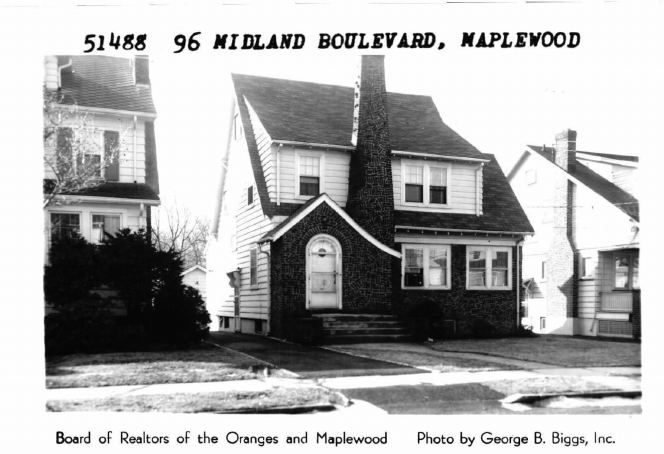 51488 96 MIDLAND BOULEVARD, MAPLEWOOD
Board of Realtors of the Oranges and Maplewood Photo by George B. Biggs, Inc.